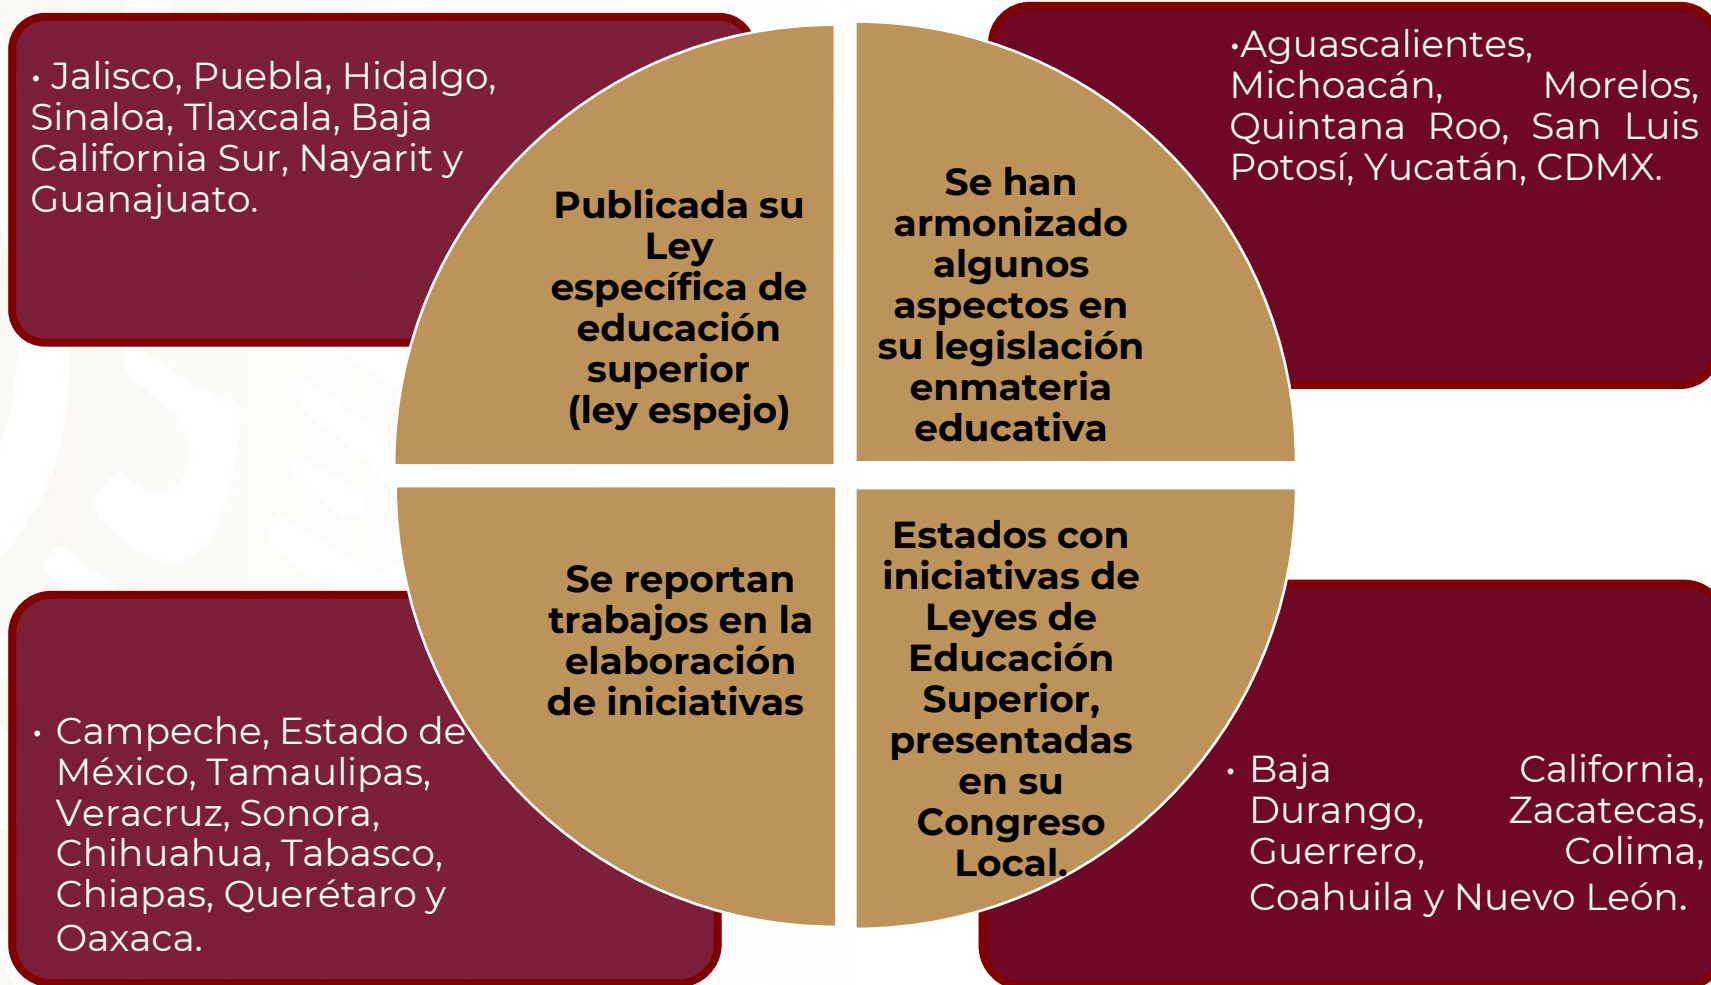 • Jalisco, Puebla, Hidalgo,
Sinaloa, Tlaxcala, Baja
California Sur, Nayarit y
Guanajuato.
Publicada su
Ley
específica de
educación
superior
(ley espejo)
Se han
armonizado
algunos
aspectos en
su legislación
enmateria
educativa
•Aguascalientes,
Michoacán, Morelos,
Quintana Roo, San Luis
Potosí, Yucatán, CDMX.
• Campeche, Estado de
México, Tamaulipas,
Veracruz, Sonora,
Chihuahua, Tabasco,
Chiapas, Querétaro y
Oaxaca.
Se reportan
trabajos en la
elaboración
de iniciativas
Estados con
iniciativas de
Leyes de
Educación
Superior,
presentadas
en su
Congreso
Local.
• Baja California,
Durango, Zacatecas,
Guerrero, Colima,
Coahuila y Nuevo León.